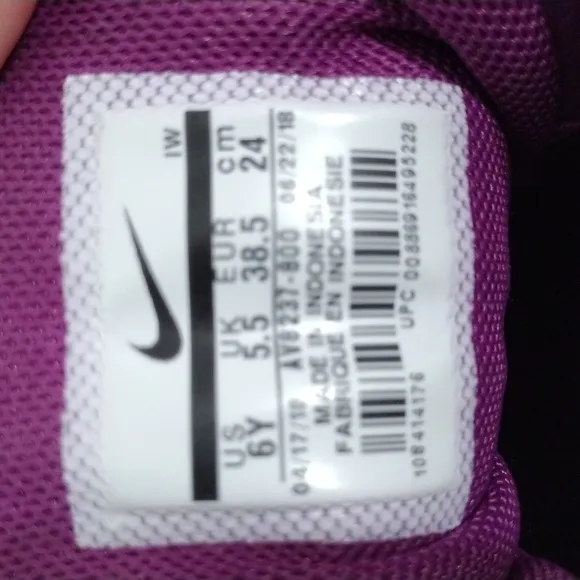 IW
US UK EUR cm
6Y 5.5 38.5 24
04/17/18 AV8237-800 06/22/18
MADE IN INDONESIA
FABRIQUE EN INDONESIE
108414176 UPC 00886916495228